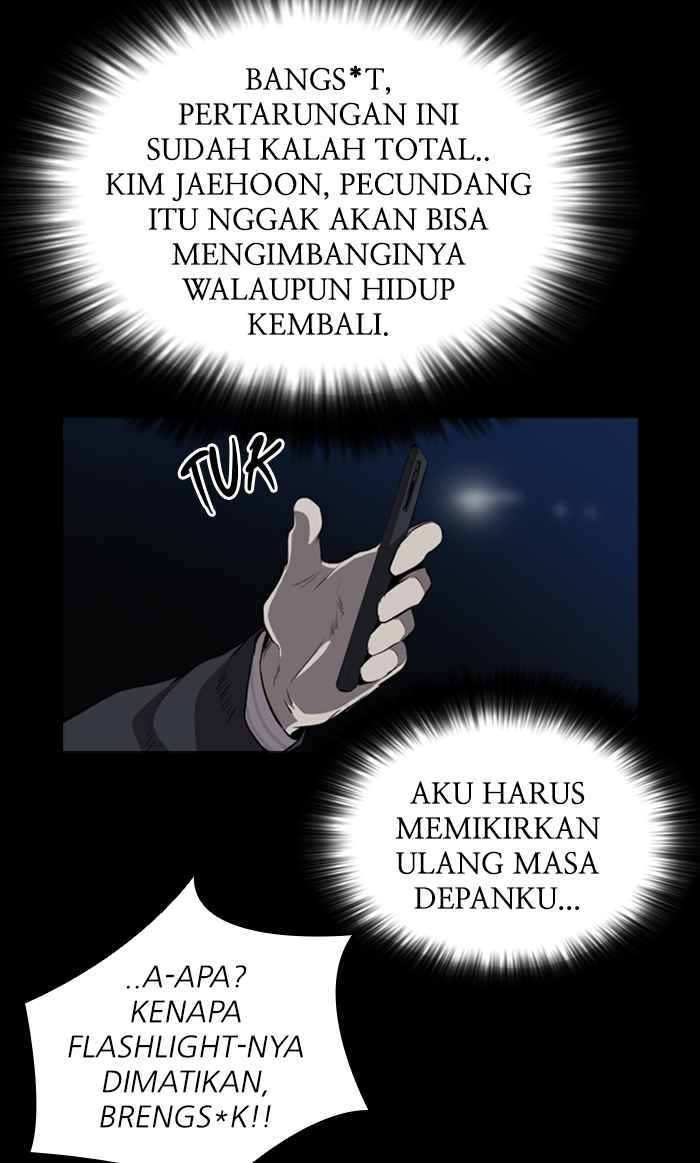 BANGS*T,
PERTARUNGAN INI
SUDAH KALAH TOTAL..
KIM JAEHOON, PECUNDANG
ITU NGGAK AKAN BISA
MENGIMBANGINYA
WALAUPUN HIDUP
KEMBALI.
TUK
AKU HARUS
MEMIKIRKAN
ULANG MASA
DEPANKU...
..A-APA?
KENAPA
FLASHLIGHT-NYA
DIMATIKAN,
BRENGS*K!!